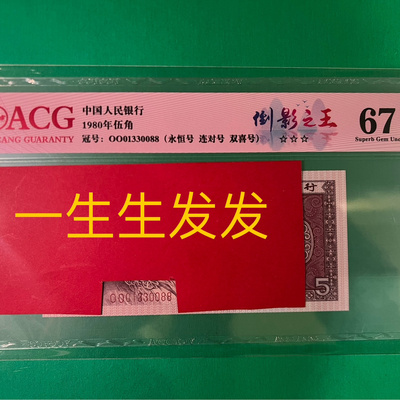 ACG
ANG GUARANTY
中国人民银行
1980年伍角
冠号：OO01330088（永恒号 连对号 双喜号）
倒影之王
☆☆☆
67
Superb Gem Unc
一生生发发
行
OO01330088
5